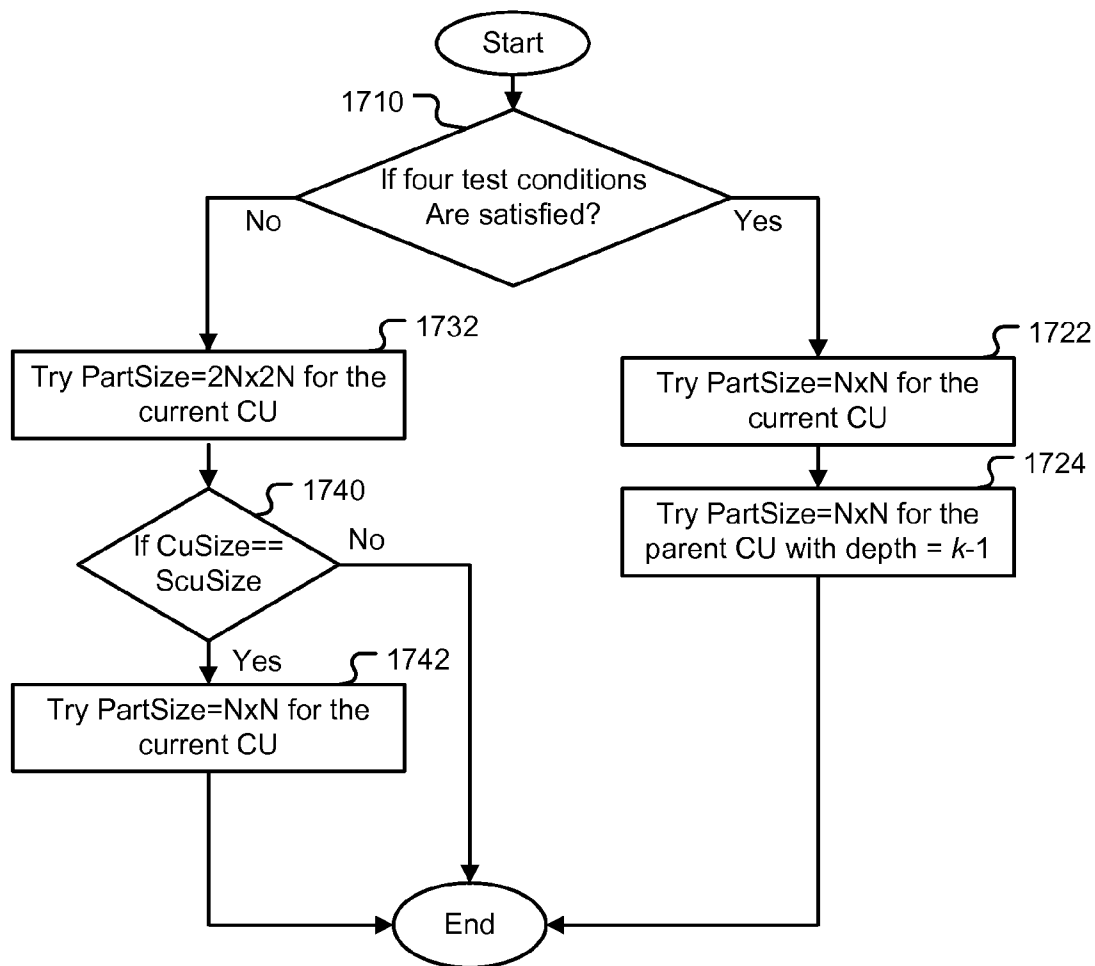 Start
1710
If four test conditions
Are satisfied?
No
Yes
1732
Try PartSize=2Nx2N for the
current CU
1722
Try PartSize=NxN for the
current CU
1740
If CuSize==
ScuSize
No
Yes
1724
Try PartSize=NxN for the
parent CU with depth = k-1
1742
Try PartSize=NxN for the
current CU
End